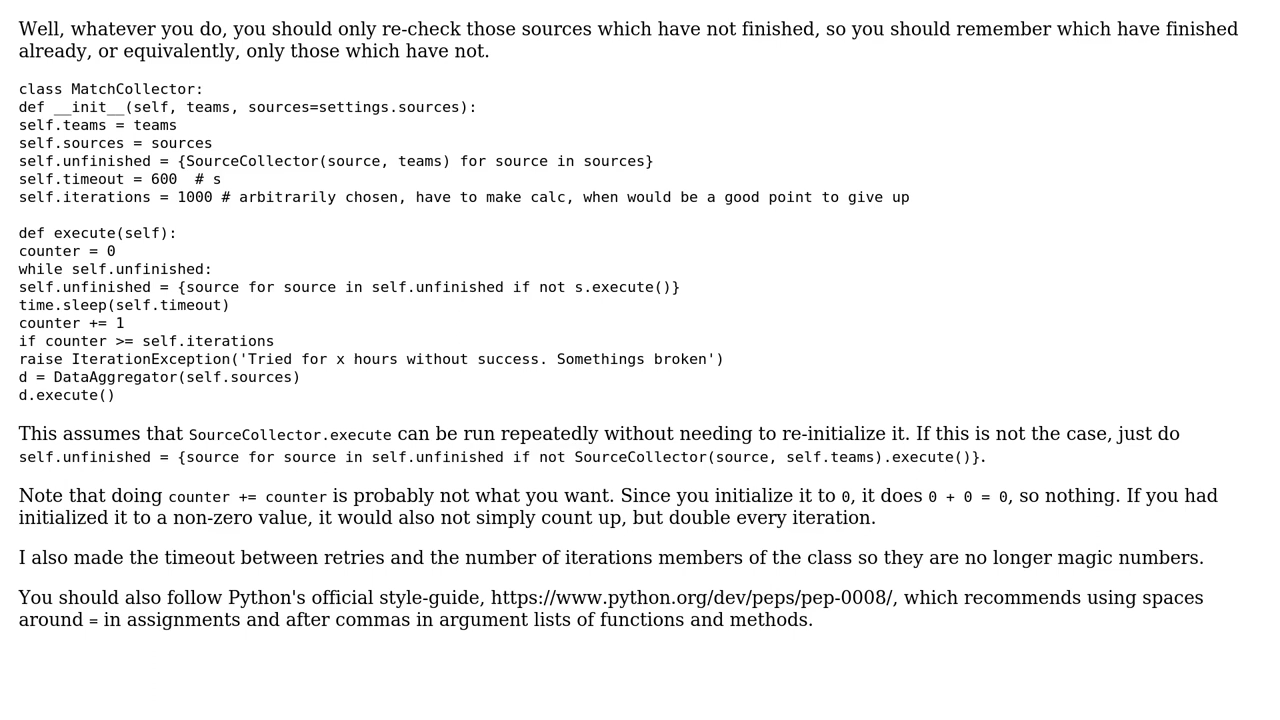 Well, whatever you do, you should only re-check those sources which have not finished, so you should remember which have finished
already, or equivalently, only those which have not.
class MatchCollector:
def __init__(self, teams, sources=settings.sources):
self.teams = teams
self.sources = sources
self.unfinished = {SourceCollector(source, teams) for source in sources}
self.timeout = 600  # s
self.iterations = 1000 # arbitrarily chosen, have to make calc, when would be a good point to give up
def execute(self):
counter = 0
while self.unfinished:
self.unfinished = {source for source in self.unfinished if not s.execute()}
time.sleep(self.timeout)
counter += 1
if counter >= self.iterations
raise IterationException('Tried for x hours without success. Somethings broken')
d = DataAggregator(self.sources)
d.execute()
This assumes that SourceCollector.execute can be run repeatedly without needing to re-initialize it. If this is not the case, just do
self.unfinished = {source for source in self.unfinished if not SourceCollector(source, self.teams).execute()}.
Note that doing counter += counter is probably not what you want. Since you initialize it to 0, it does 0 + 0 = 0, so nothing. If you had
initialized it to a non-zero value, it would also not simply count up, but double every iteration.
I also made the timeout between retries and the number of iterations members of the class so they are no longer magic numbers.
You should also follow Python's official style-guide, https://www.python.org/dev/peps/pep-0008/, which recommends using spaces
around = in assignments and after commas in argument lists of functions and methods.